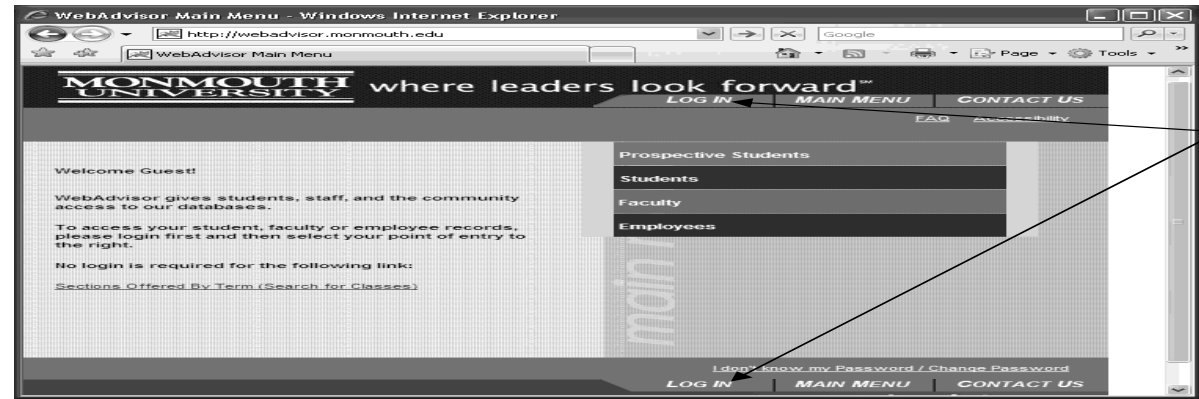 WebAdvisor Main Menu - Windows Internet Explorer
http://webadvisor.monmouth.edu
Google
WebAdvisor Main Menu
Page
Tools
MONMOUTH UNIVERSITY where leaders look forward℠
LOG IN MAIN MENU CONTACT US
FAQ Accessibility
Welcome Guest!
WebAdvisor gives students, staff, and the community
access to our databases.
To access your student, faculty or employee records,
please login first and then select your point of entry to
the right.
No login is required for the following link:
Sections Offered By Term (Search for Classes)
Prospective Students
Students
Faculty
Employees
main
I don't know my Password / Change Password
LOG IN MAIN MENU CONTACT US